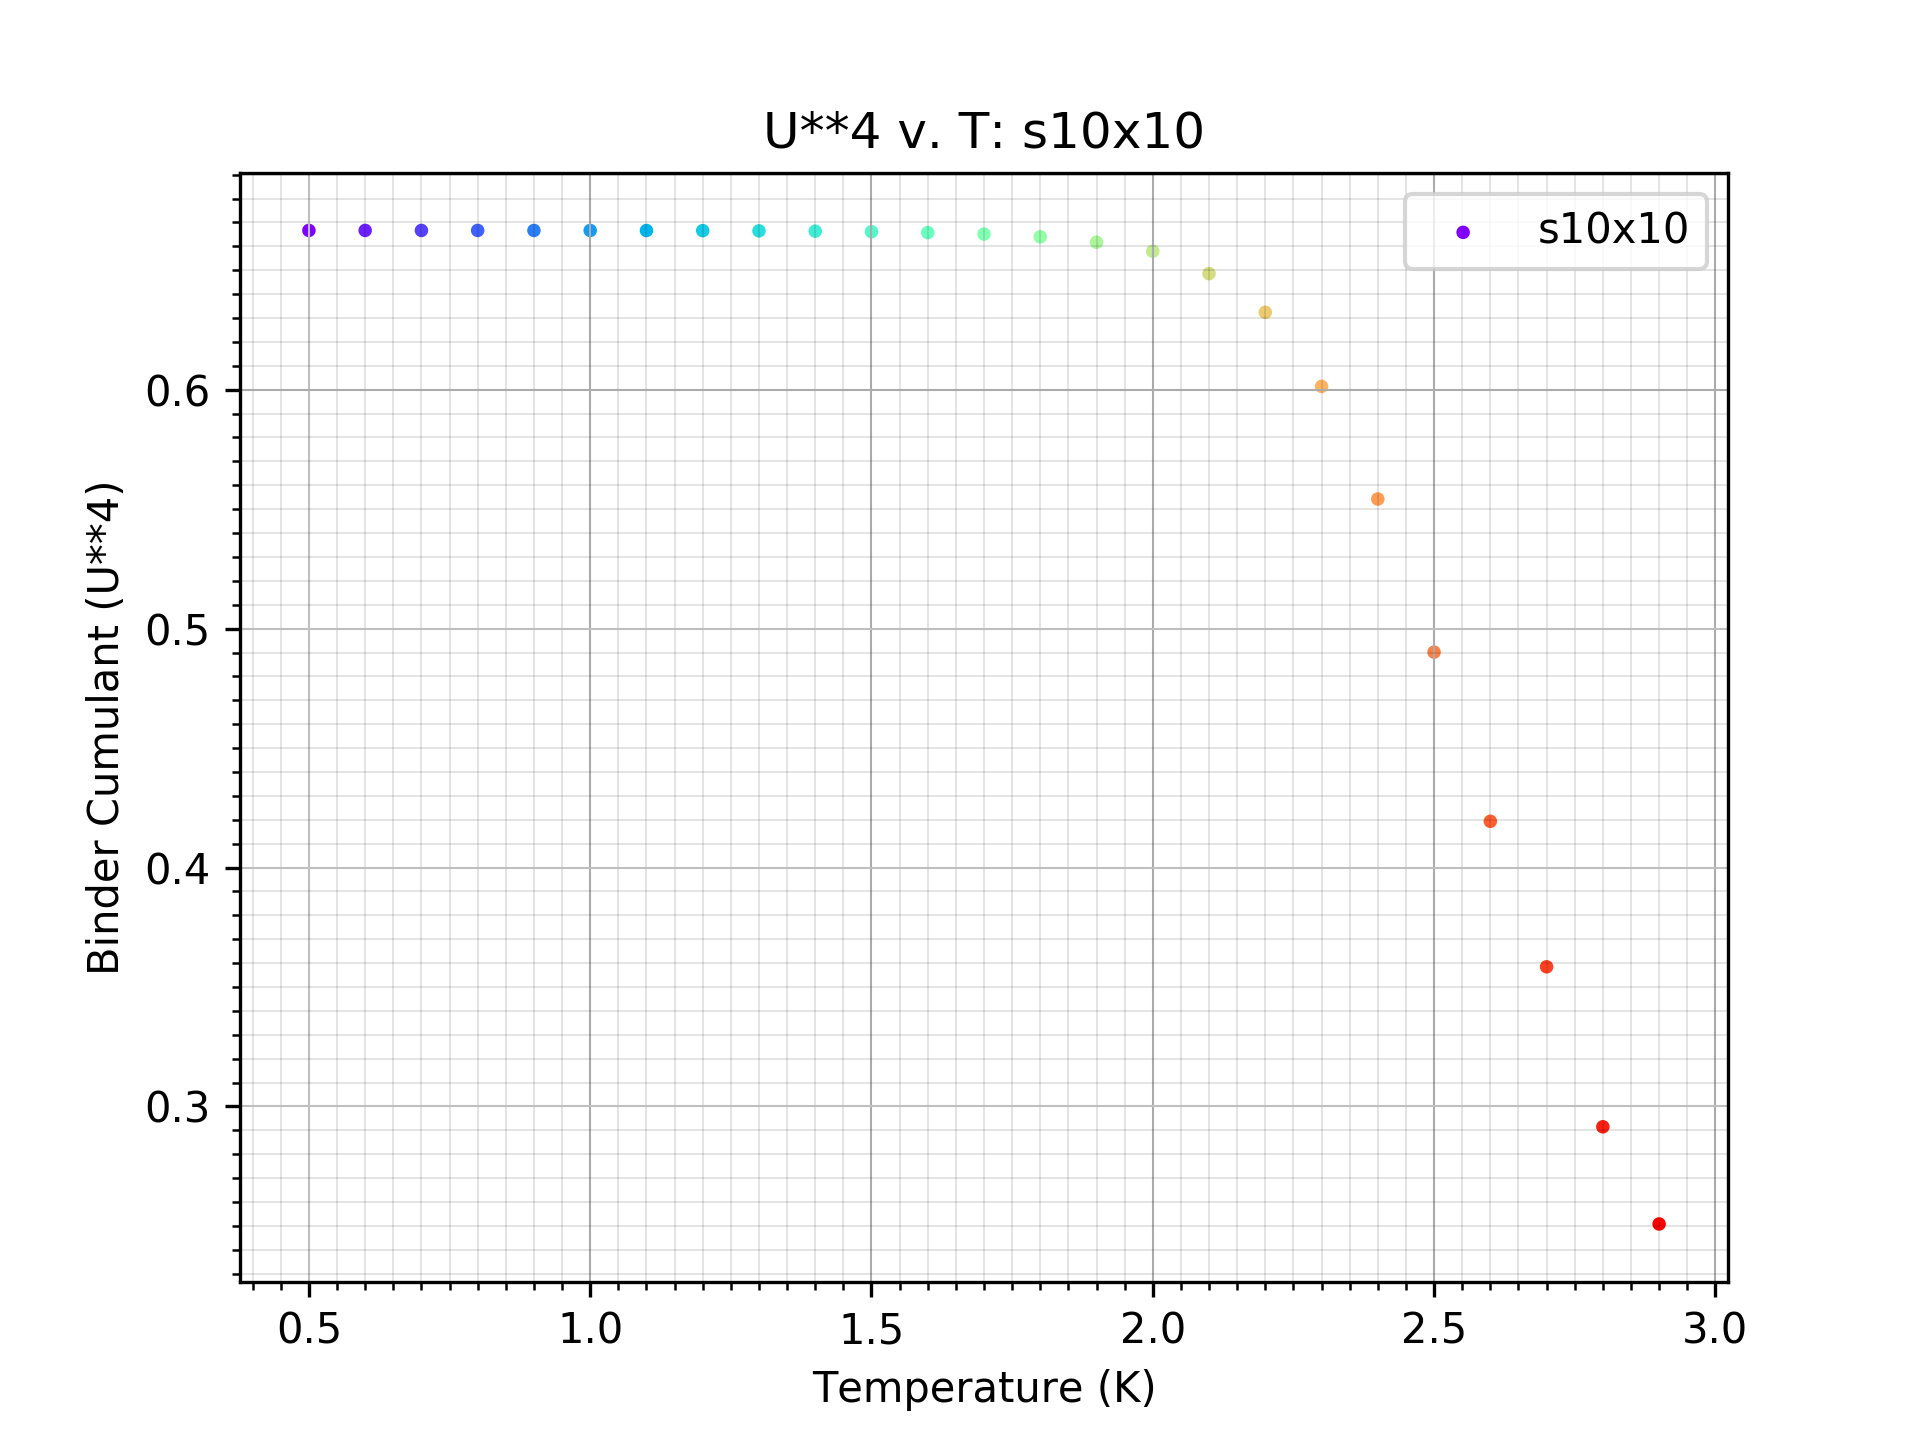 U**4 v. T: s10x10
s10x10
Binder Cumulant (U**4)
0.6
0.5
0.4
0.3
0.5 1.0 1.5 2.0 2.5 3.0
Temperature (K)